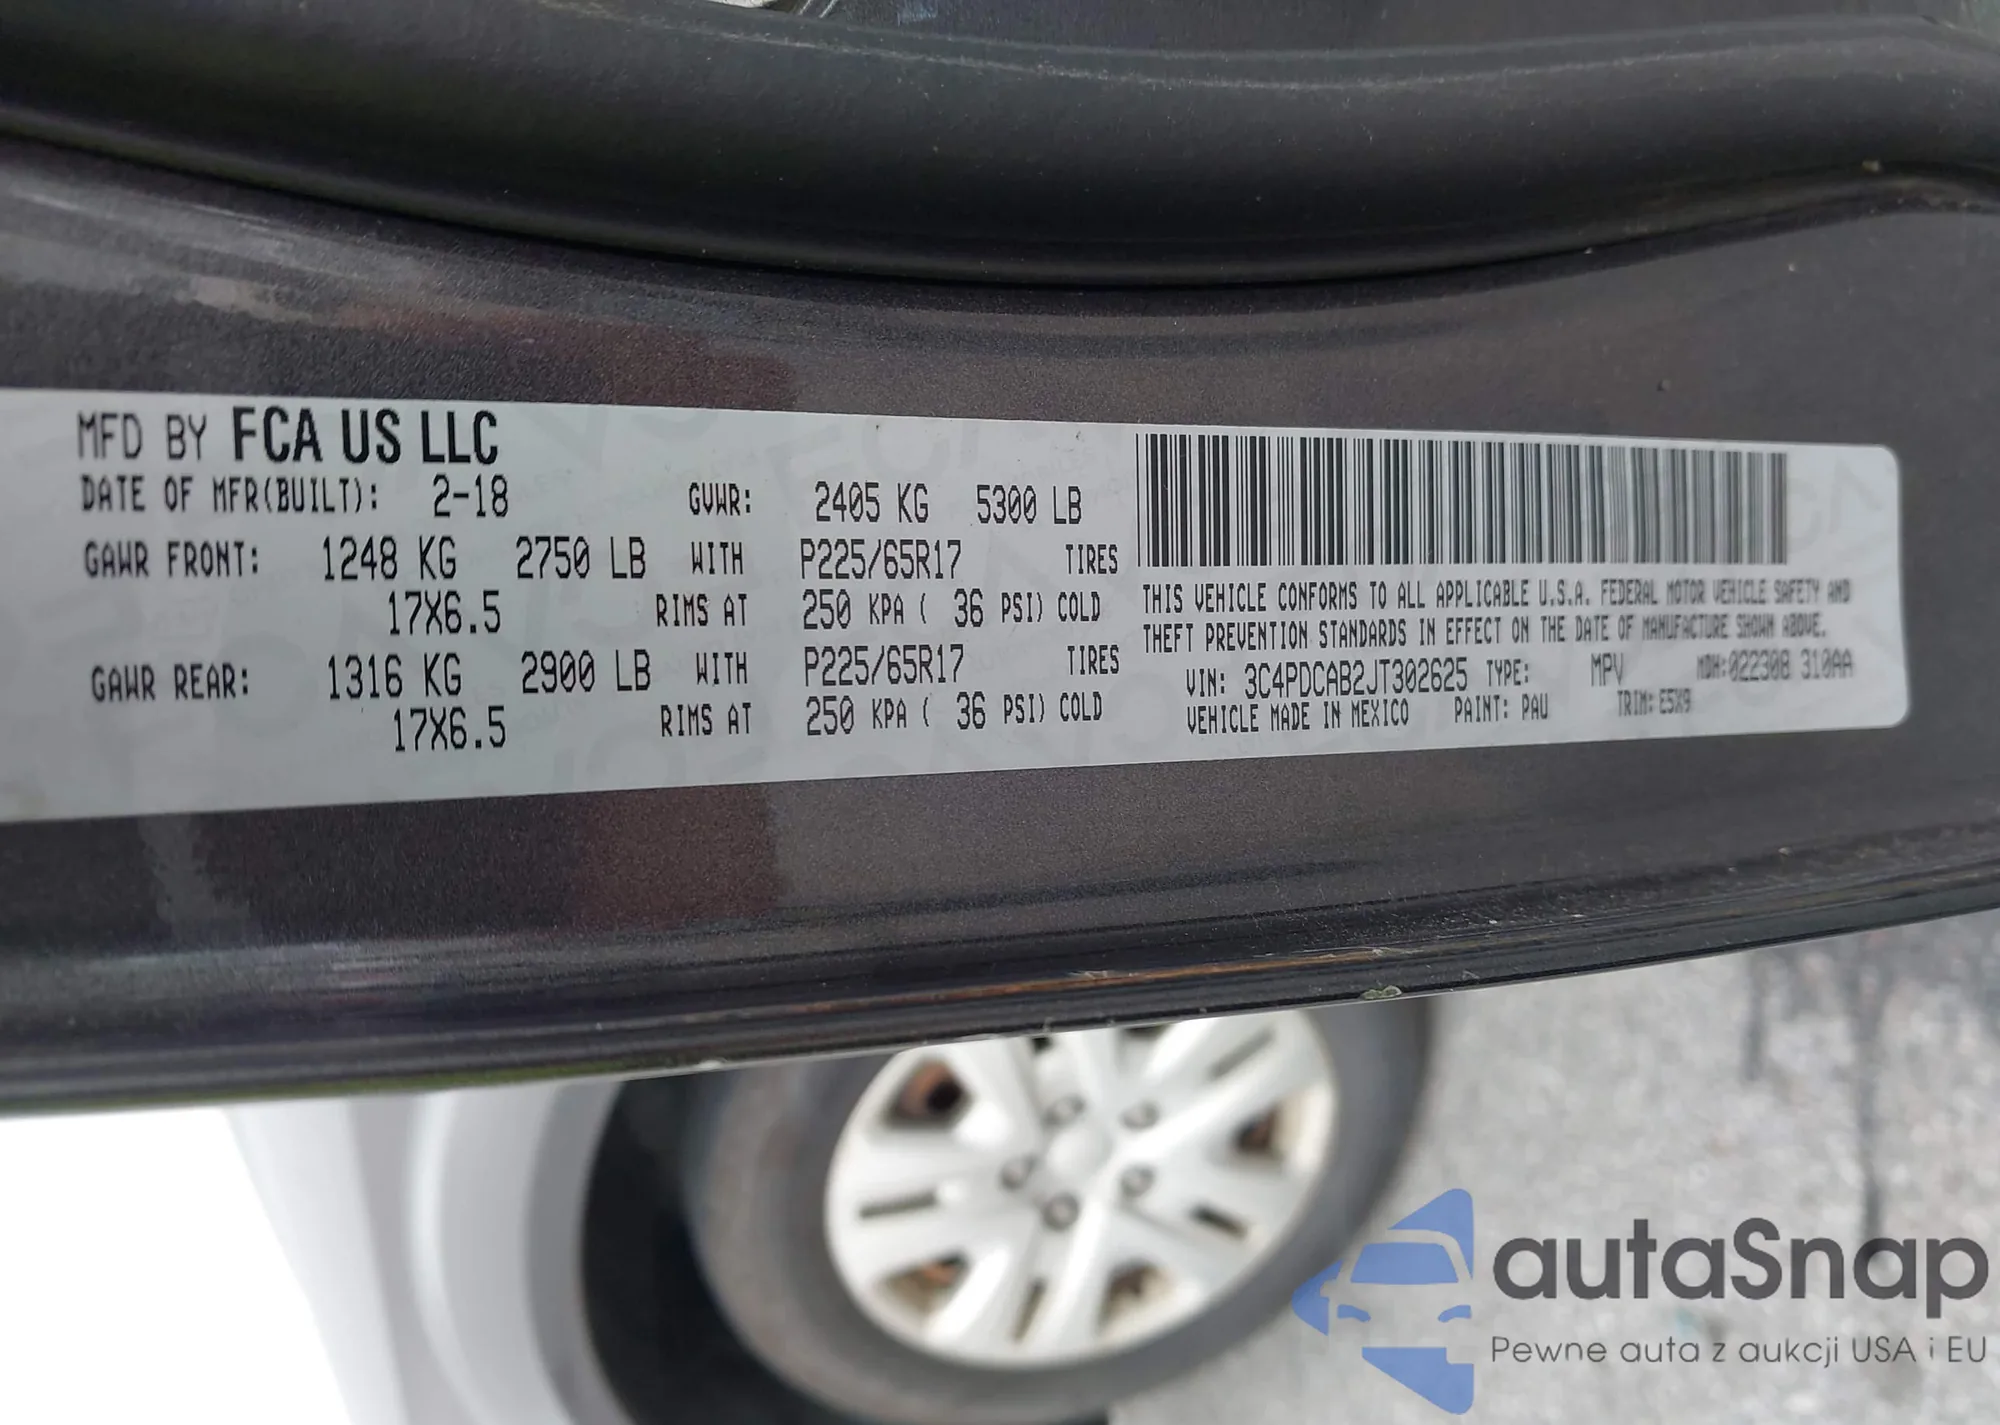 MFD BY FCA US LLC
DATE OF MFR(BUILT): 2-18 GVWR: 2405 KG 5300 LB
GAWR FRONT: 1248 KG 2750 LB WITH P225/65R17 TIRES
17X6.5 RIMS AT 250 KPA ( 36 PSI) COLD
GAWR REAR: 1316 KG 2900 LB WITH P225/65R17 TIRES
17X6.5 RIMS AT 250 KPA ( 36 PSI) COLD
THIS VEHICLE CONFORMS TO ALL APPLICABLE U.S.A. FEDERAL MOTOR VEHICLE SAFETY AND
THEFT PREVENTION STANDARDS IN EFFECT ON THE DATE OF MANUFACTURE SHOWN ABOVE.
VIN: 3C4PDCAB2JT302625 TYPE: MPV MDH:022308 310AA
VEHICLE MADE IN MEXICO PAINT: PAU TRIM: E5X9
autaSnap
Pewne auta z aukcji USA i EU